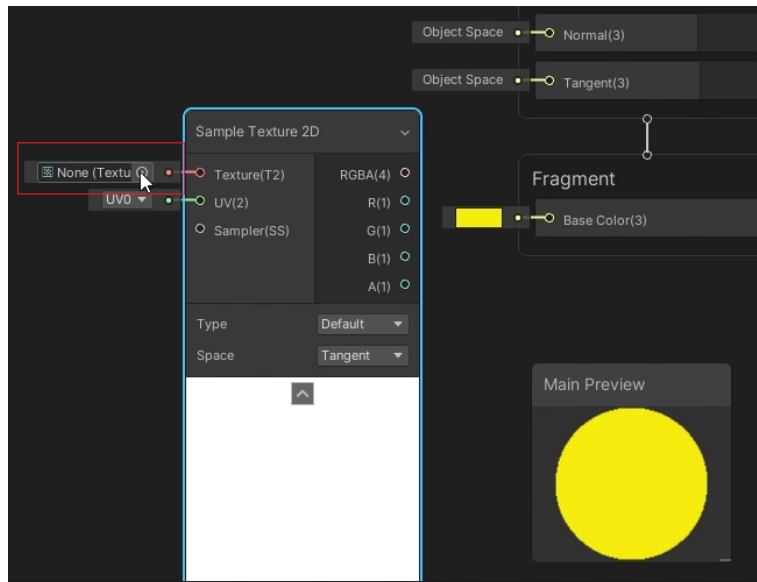 Object Space
Normal(3)
Object Space
Tangent(3)
Sample Texture 2D
None (Textu
Texture(T2)
RGBA(4)
UV0
UV(2)
R(1)
Sampler(SS)
G(1)
B(1)
A(1)
Type
Default
Space
Tangent
Fragment
Base Color(3)
Main Preview